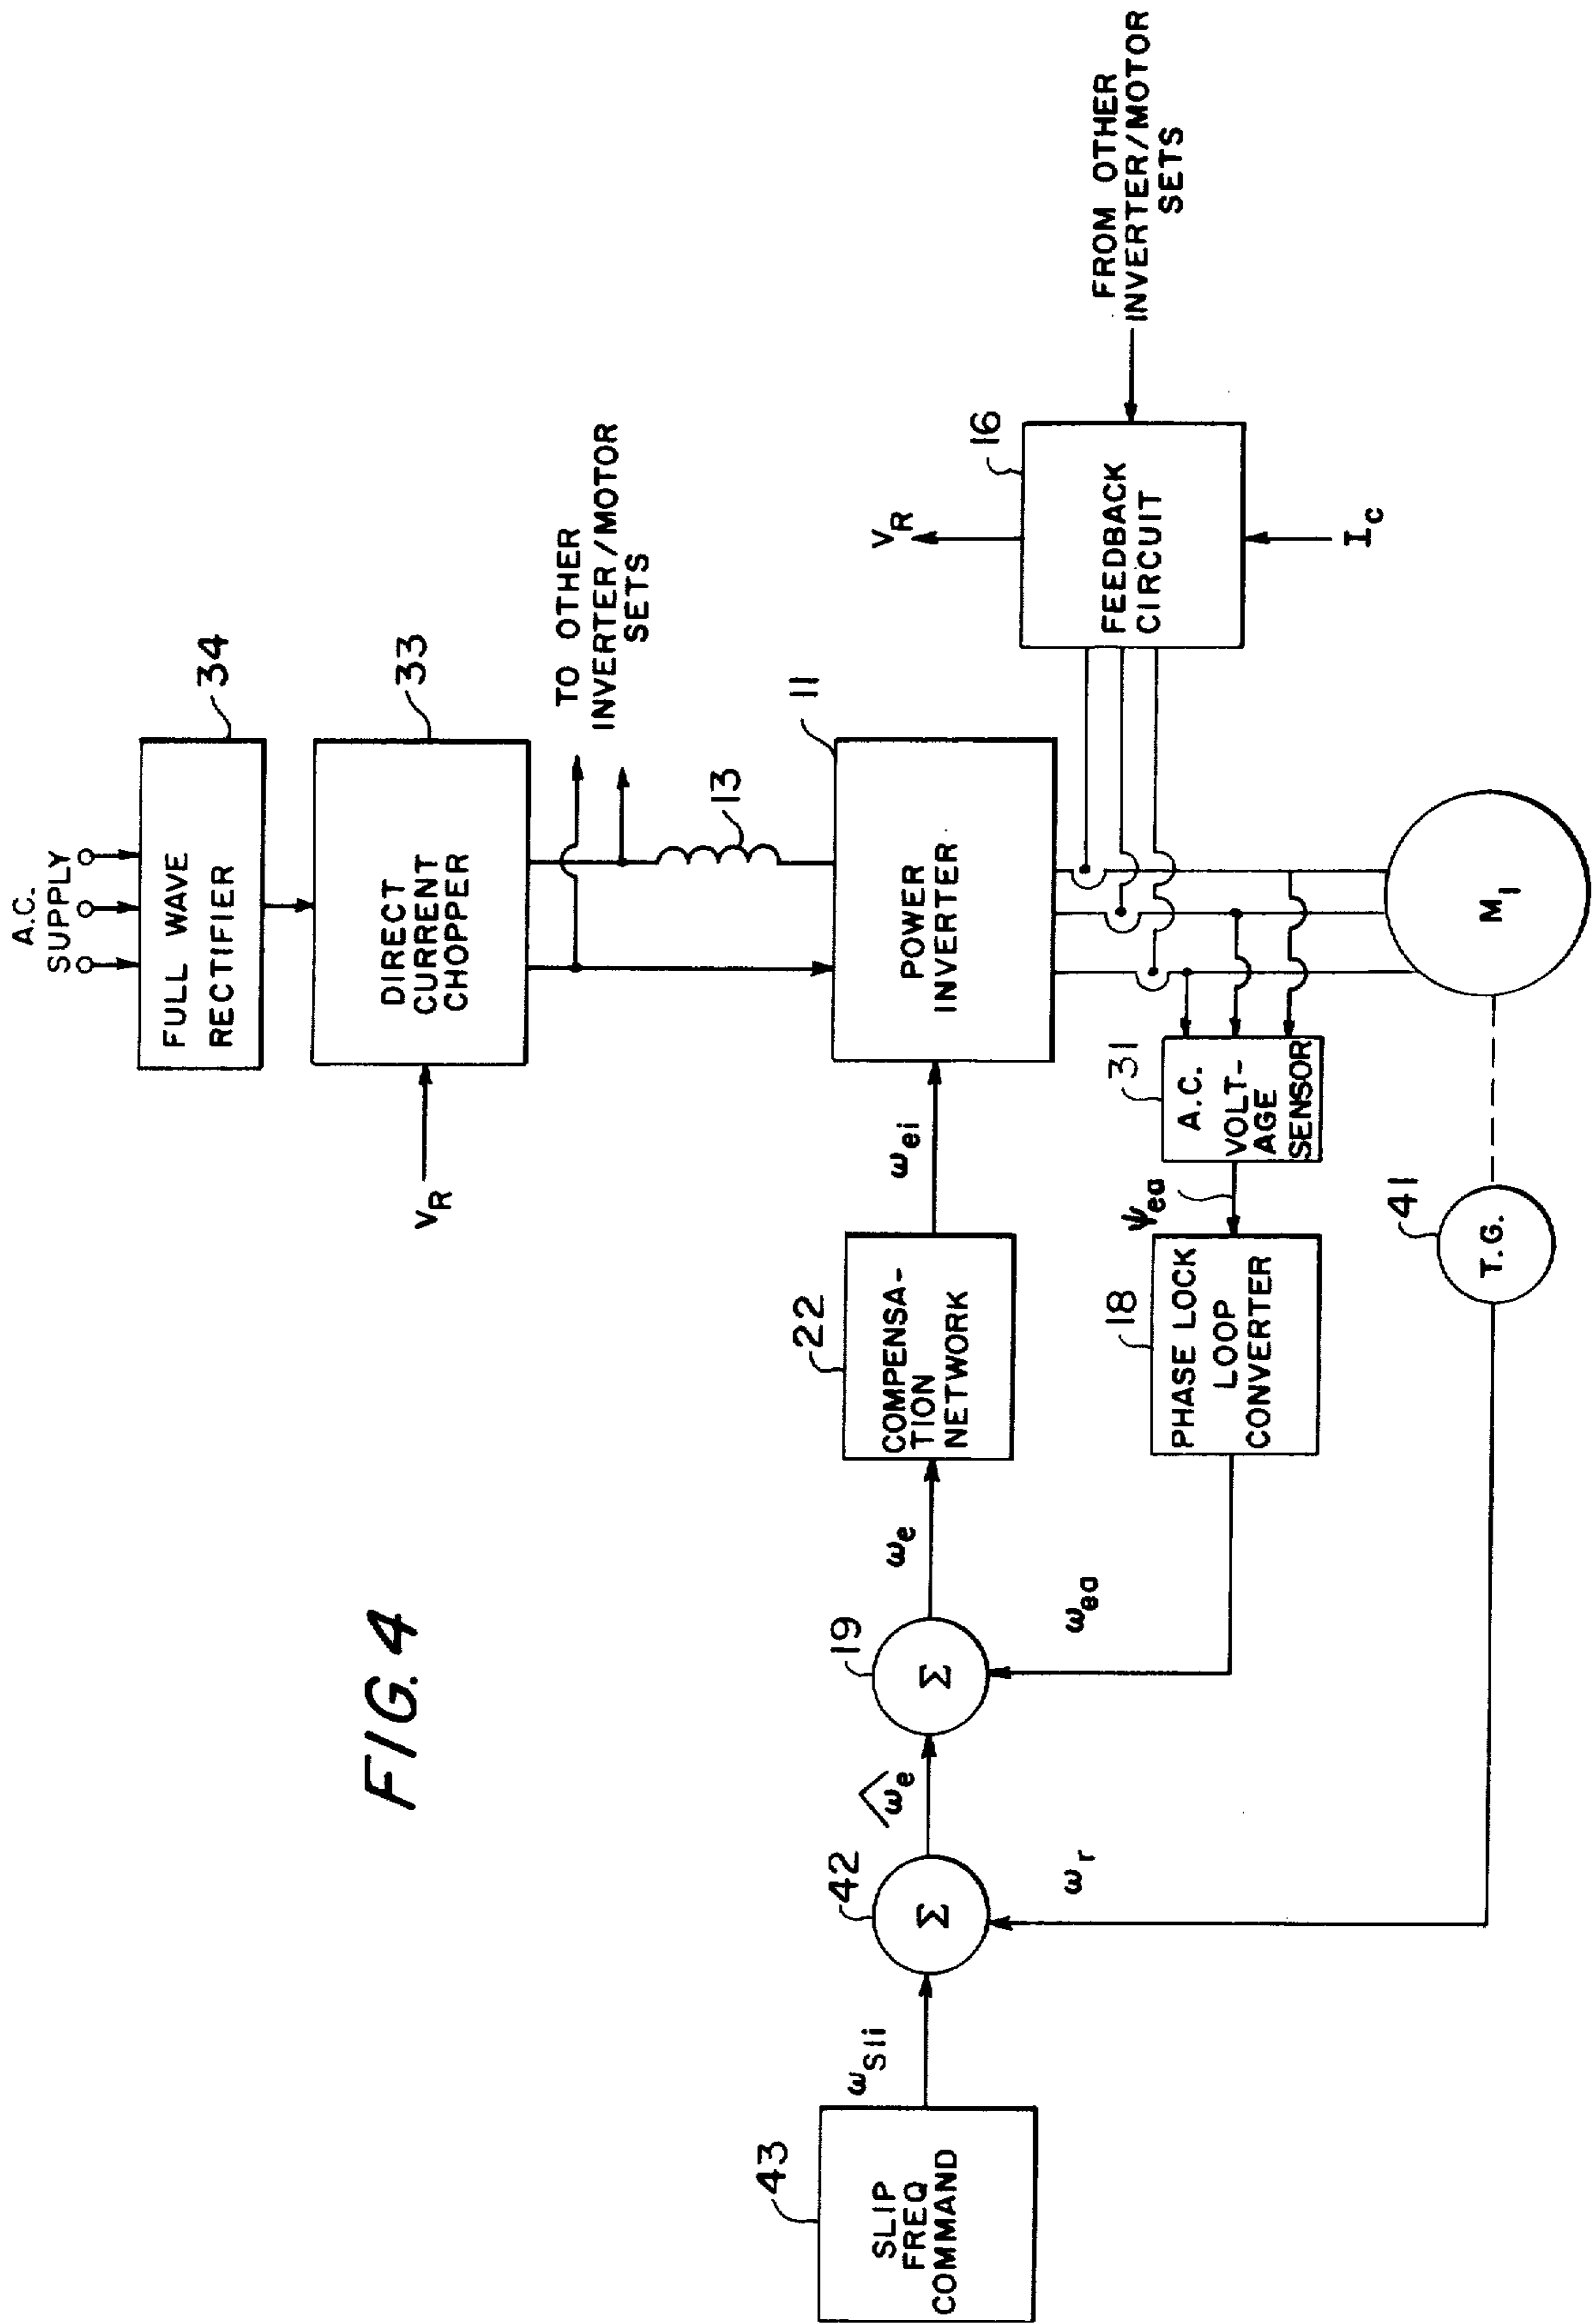 FIG. 4
A.C.
SUPPLY
FULL WAVE
RECTIFIER
34
DIRECT
CURRENT
CHOPPER
33
V_R
TO OTHER
INVERTER/MOTOR
SETS
13
POWER
INVERTER
11
ω_ei
COMPENSA-
TION
NETWORK
22
ω_e
Σ
19
ω̂_e
Σ
42
ω_sli
SLIP
FREQ
COMMAND
43
ω_ea
ω_r
PHASE LOCK
LOOP
CONVERTER
18
ψ_ea
A.C.
VOLT-
AGE
SENSOR
31
T.G.
41
M_1
FEEDBACK
CIRCUIT
16
V_R
I_c
FROM OTHER
INVERTER/MOTOR
SETS